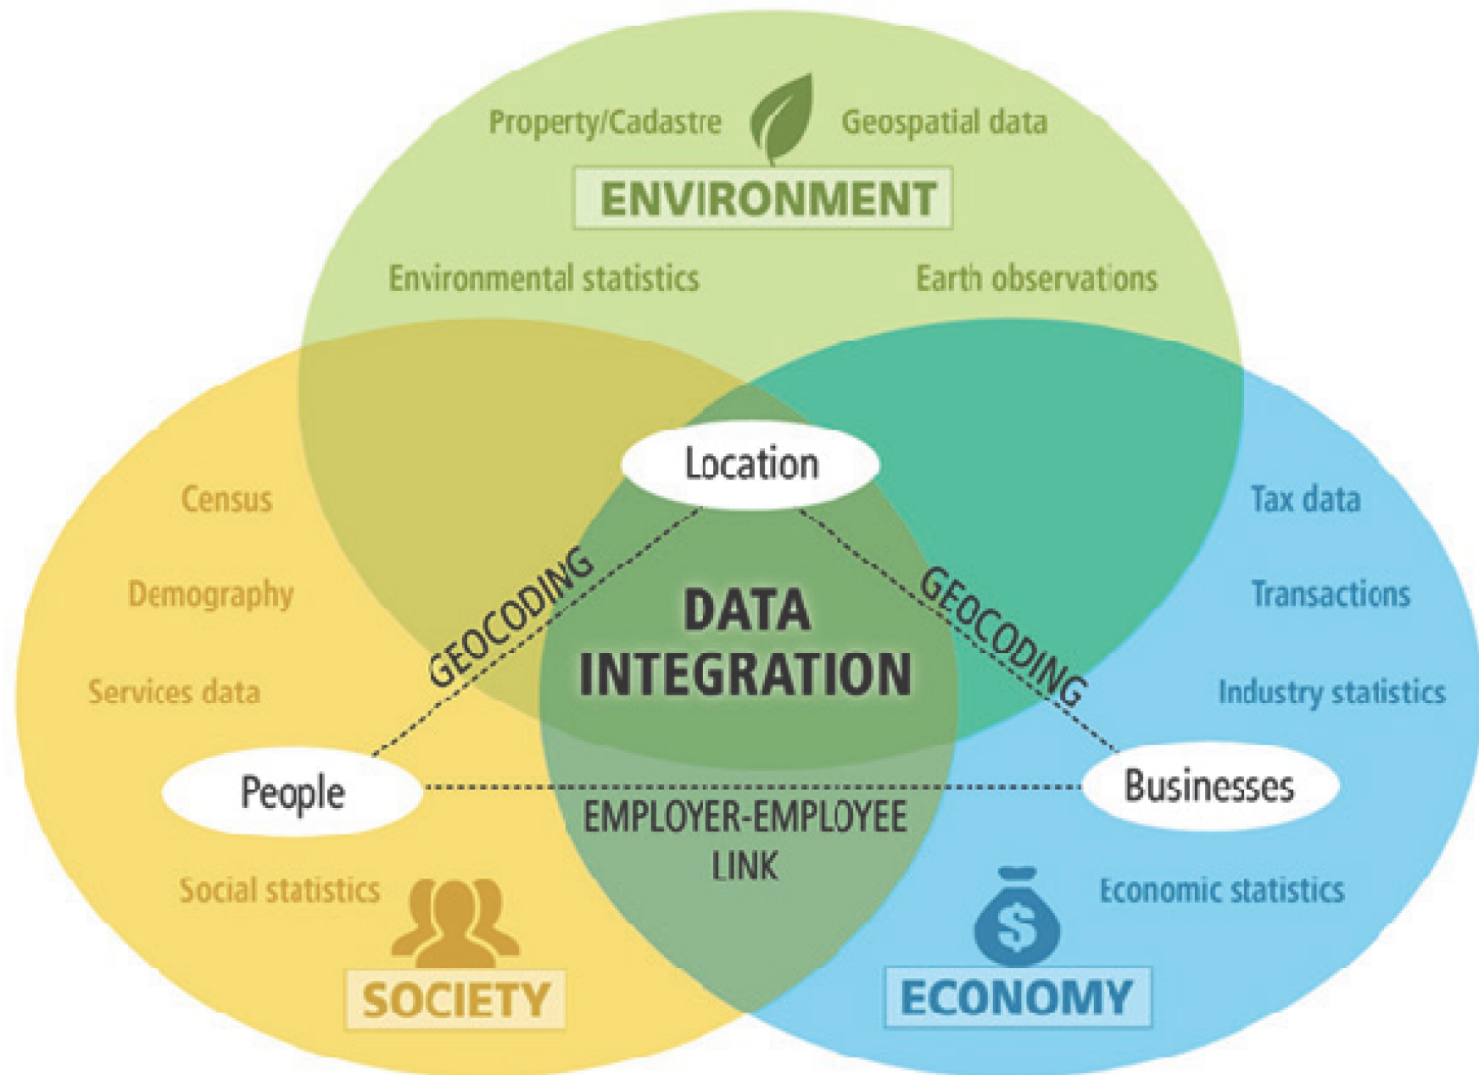 Property/Cadastre
Geospatial data
ENVIRONMENT
Environmental statistics
Earth observations
Location
Census
Tax data
GEOCODING
GEOCODING
Demography
DATA
INTEGRATION
Transactions
Services data
Industry statistics
People
Businesses
EMPLOYER-EMPLOYEE
LINK
Social statistics
$
Economic statistics
SOCIETY
ECONOMY